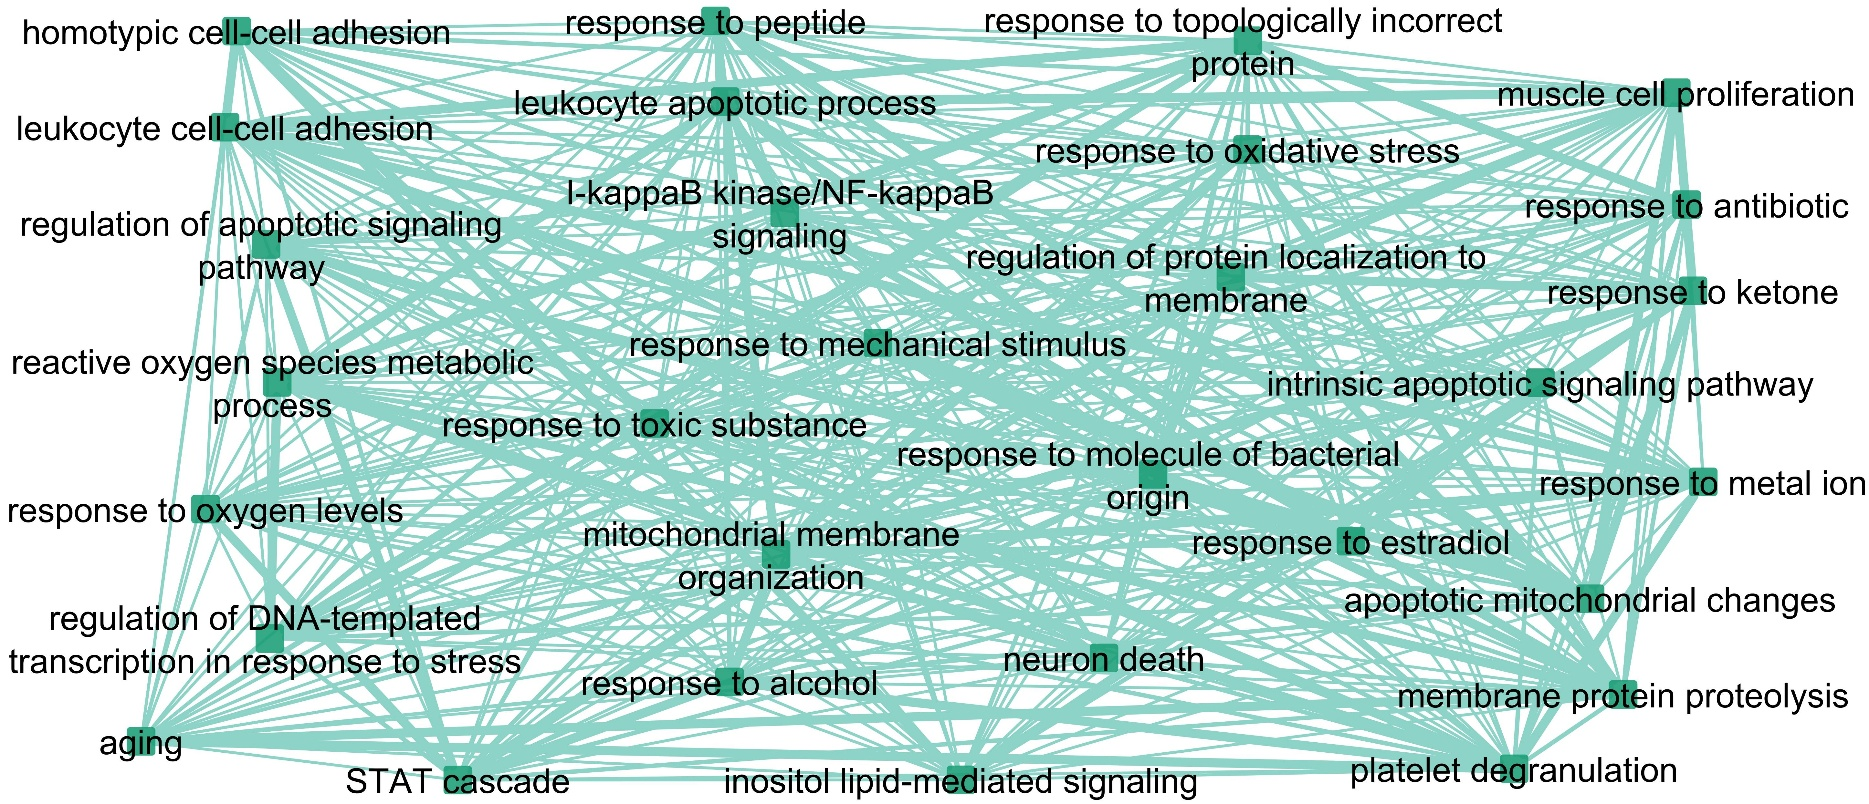 homotypic cell-cell adhesion
response to peptide
response to topologically incorrect
protein
muscle cell proliferation
leukocyte apoptotic process
leukocyte cell-cell adhesion
response to oxidative stress
I-kappaB kinase/NF-kappaB
signaling
response to antibiotic
regulation of apoptotic signaling
pathway
regulation of protein localization to
membrane
response to ketone
response to mechanical stimulus
reactive oxygen species metabolic
process
intrinsic apoptotic signaling pathway
response to toxic substance
response to molecule of bacterial
origin
response to metal ion
response to oxygen levels
mitochondrial membrane
organization
response to estradiol
apoptotic mitochondrial changes
regulation of DNA-templated
transcription in response to stress
neuron death
response to alcohol
membrane protein proteolysis
aging
STAT cascade
inositol lipid-mediated signaling
platelet degranulation